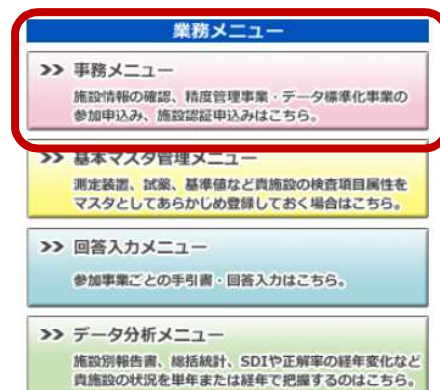 業務メニュー
>> 事務メニュー
施設情報の確認、精度管理事業・データ標準化事業の
参加申込み、施設認証申込みはこちら。
>> 基本マスタ管理メニュー
測定装置、試薬、基準値など貴施設の検査項目属性を
マスタとしてあらかじめ登録しておく場合はこちら。
>> 回答入力メニュー
参加事業ごとの手引書・回答入力はこちら。
>> データ分析メニュー
施設別報告書、総括統計、SDIや正解率の経年変化など
貴施設の状況を単年または経年で把握するのはこちら。